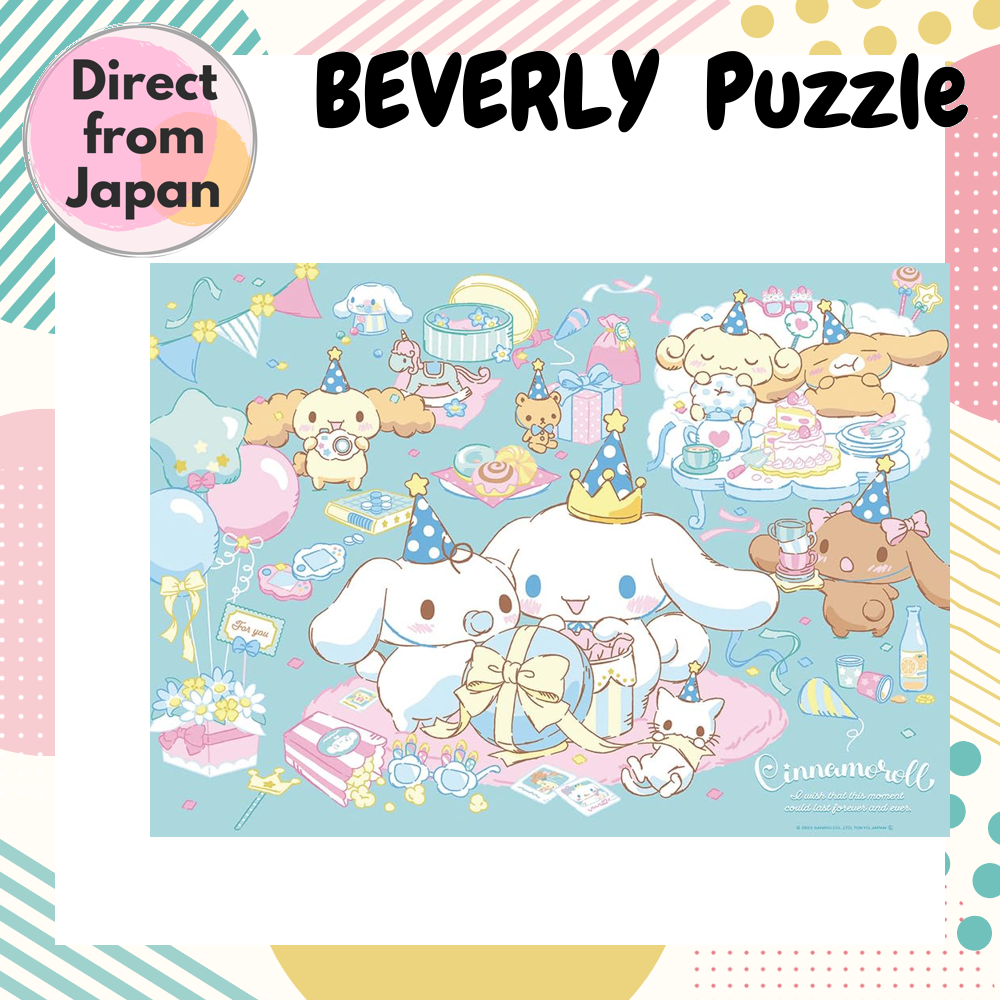 Direct
from
Japan
BEVERLY Puzzle
For you
Cinnamoroll
I wish that this moment
could last forever and ever.